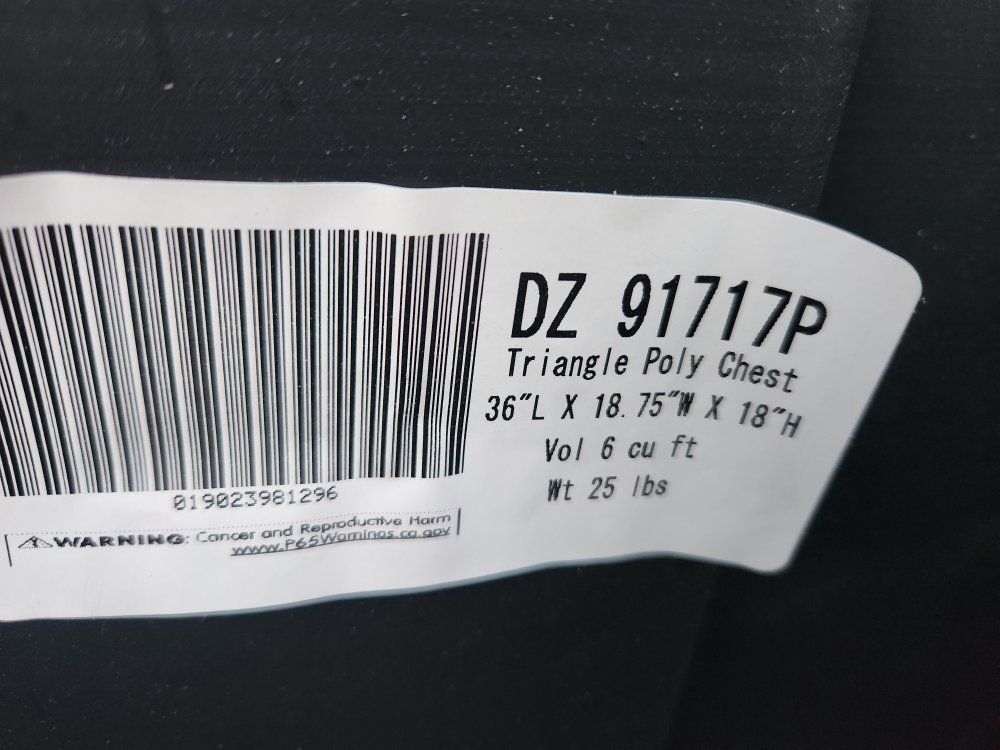 DZ 91717P
Triangle Poly Chest
36"L X 18.75"W X 18"H
Vol 6 cu ft
Wt 25 lbs
019023981296
WARNING: Cancer and Reproductive Harm
www.P65Warnings.ca.gov